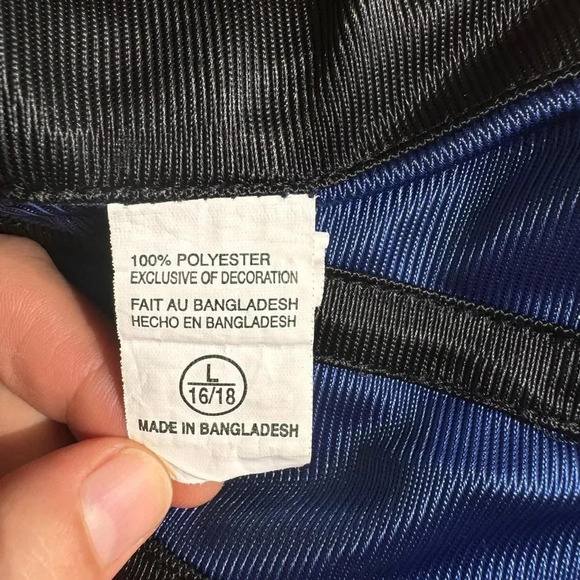 100% POLYESTER
EXCLUSIVE OF DECORATION
FAIT AU BANGLADESH
HECHO EN BANGLADESH
L
16/18
MADE IN BANGLADESH